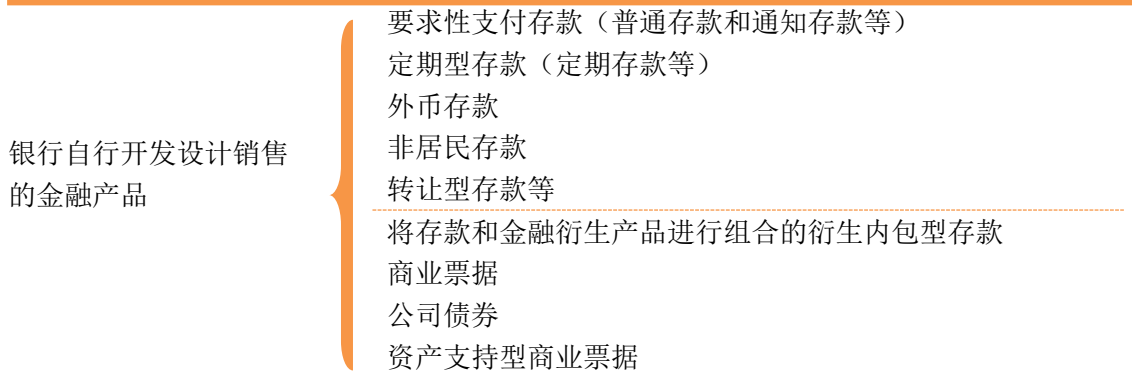 银行自行开发设计销售
的金融产品
要求性支付存款（普通存款和通知存款等）
定期型存款（定期存款等）
外币存款
非居民存款
转让型存款等
将存款和金融衍生产品进行组合的衍生内包型存款
商业票据
公司债券
资产支持型商业票据